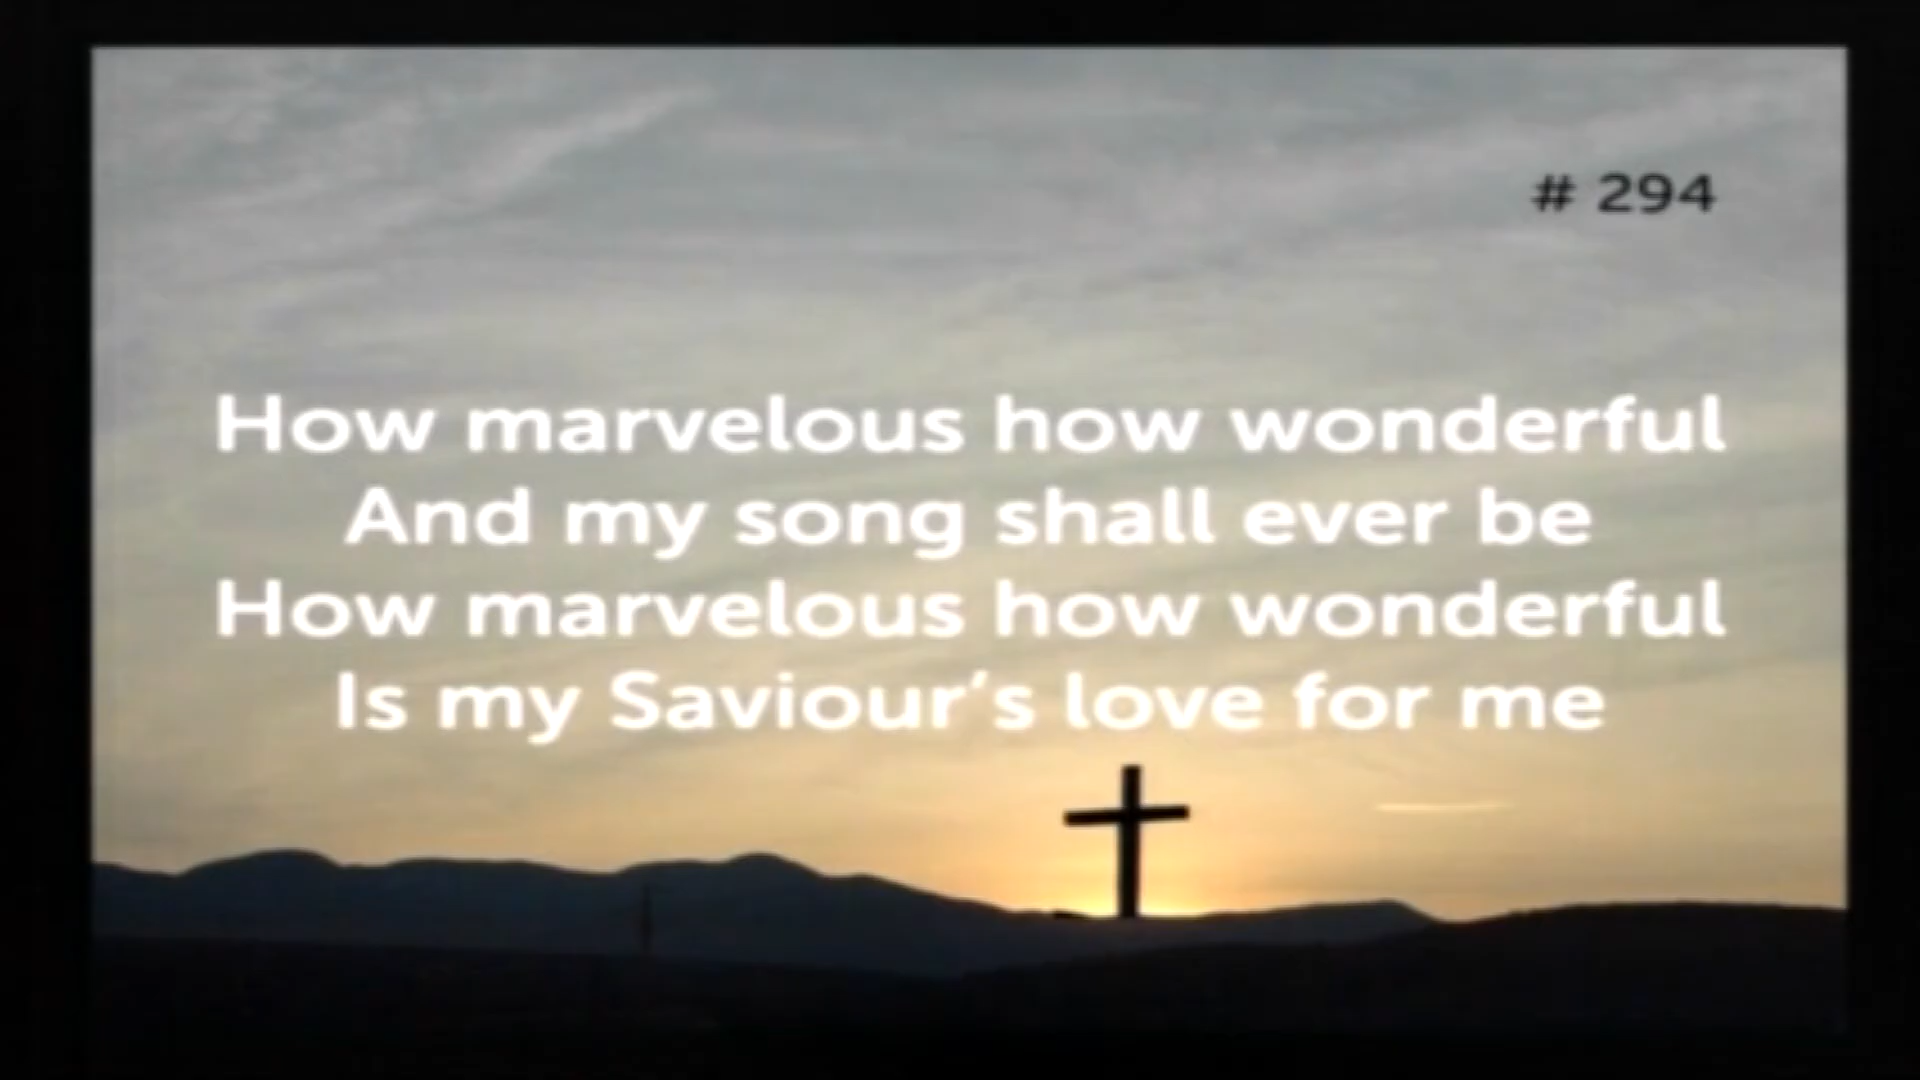 # 294
How marvelous how wonderful
And my song shall ever be
How marvelous how wonderful
Is my Saviour's love for me